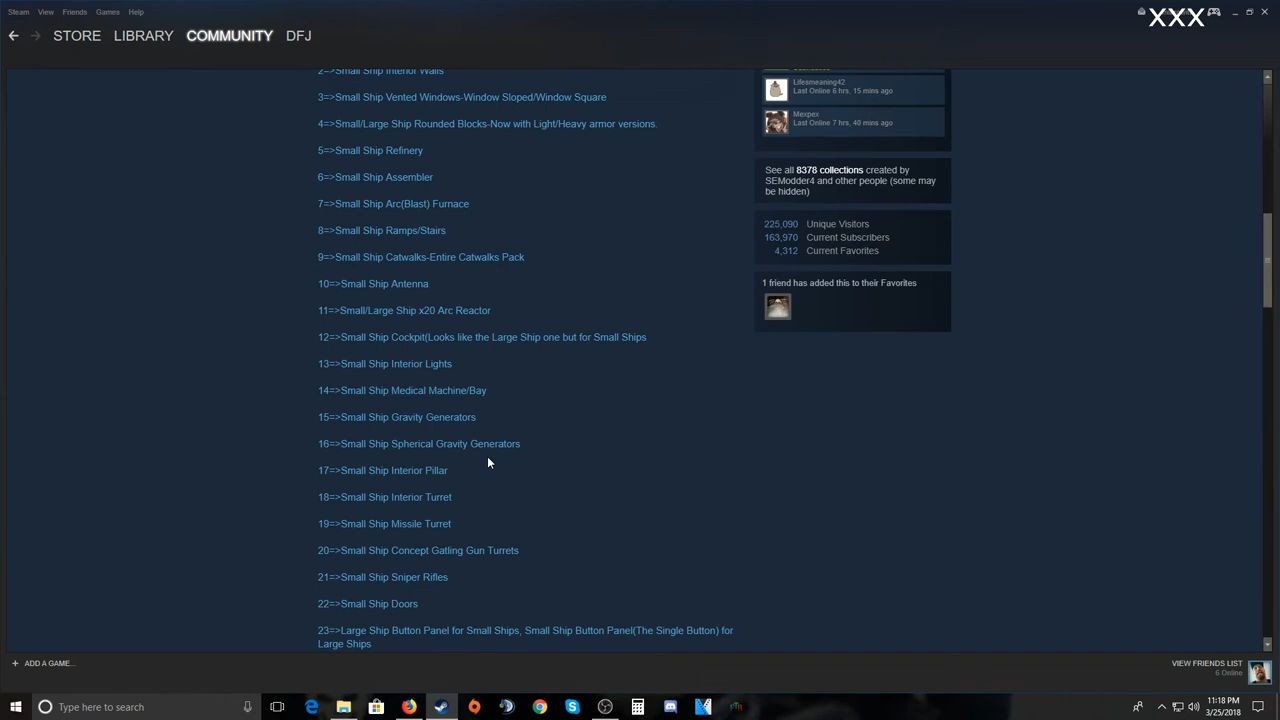 Steam View Friends Games Help
XXX
STORE LIBRARY COMMUNITY DFJ
2=>Small Ship Interior Walls
3=>Small Ship Vented Windows-Window Sloped/Window Square
4=>Small/Large Ship Rounded Blocks-Now with Light/Heavy armor versions.
5=>Small Ship Refinery
6=>Small Ship Assembler
7=>Small Ship Arc(Blast) Furnace
8=>Small Ship Ramps/Stairs
9=>Small Ship Catwalks-Entire Catwalks Pack
10=>Small Ship Antenna
11=>Small/Large Ship x20 Arc Reactor
12=>Small Ship Cockpit(Looks like the Large Ship one but for Small Ships
13=>Small Ship Interior Lights
14=>Small Ship Medical Machine/Bay
15=>Small Ship Gravity Generators
16=>Small Ship Spherical Gravity Generators
17=>Small Ship Interior Pillar
18=>Small Ship Interior Turret
19=>Small Ship Missile Turret
20=>Small Ship Concept Gatling Gun Turrets
21=>Small Ship Sniper Rifles
22=>Small Ship Doors
23=>Large Ship Button Panel for Small Ships, Small Ship Button Panel(The Single Button) for
Large Ships
Lifesmeaning42
Last Online 6 hrs, 15 mins ago
Mexpex
Last Online 7 hrs, 40 mins ago
See all 8378 collections created by
SEModder4 and other people (some may
be hidden)
225,090 Unique Visitors
163,970 Current Subscribers
4,312 Current Favorites
1 friend has added this to their Favorites
+ ADD A GAME...
VIEW FRIENDS LIST
6 Online
Type here to search
11:18 PM
3/25/2018